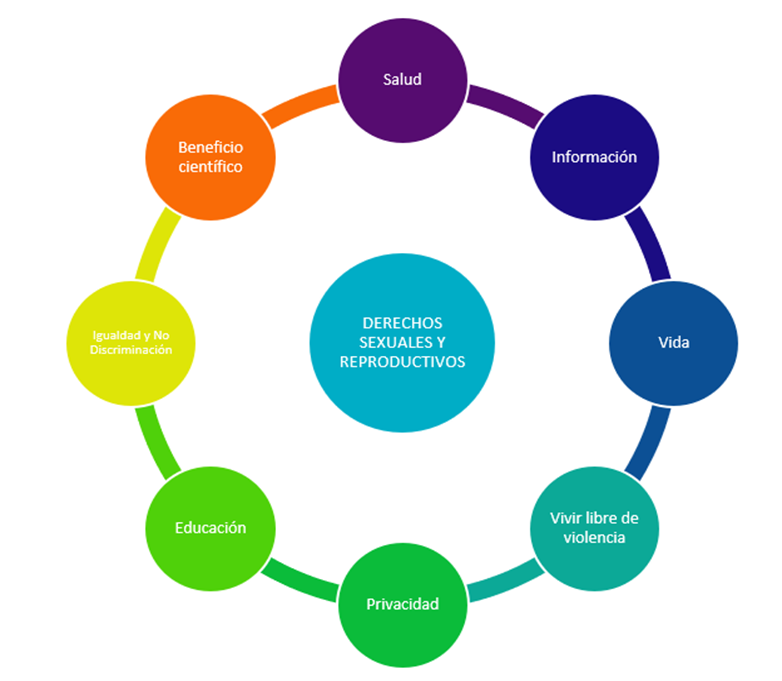 Salud
Información
Vida
Vivir libre de
violencia
Privacidad
Educación
Igualdad y No
Discriminación
Beneficio
científico
DERECHOS
SEXUALES Y
REPRODUCTIVOS